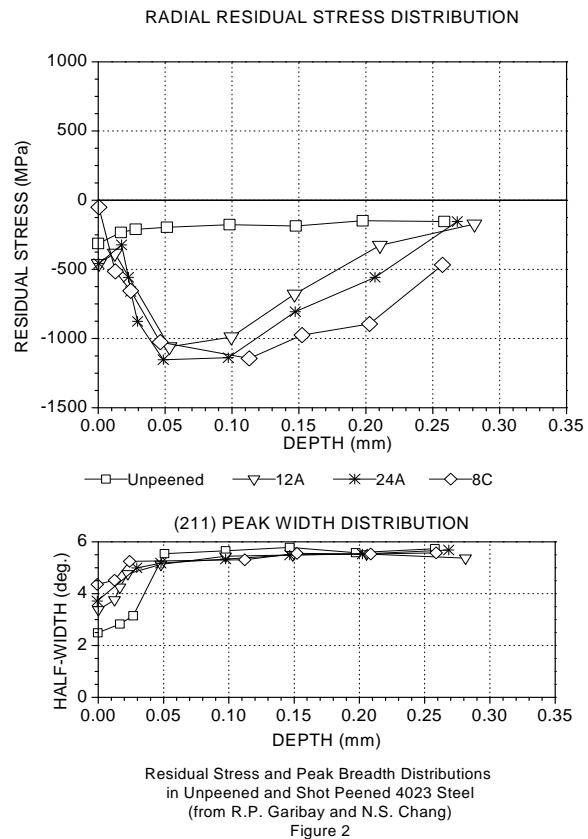 RADIAL RESIDUAL STRESS DISTRIBUTION
1000
500
0
-500
-1000
-1500
RESIDUAL STRESS (MPa)
0.00 0.05 0.10 0.15 0.20 0.25 0.30 0.35
DEPTH (mm)
Unpeened 12A 24A 8C
(211) PEAK WIDTH DISTRIBUTION
6
4
2
0
HALF-WIDTH (deg.)
0.00 0.05 0.10 0.15 0.20 0.25 0.30 0.35
DEPTH (mm)
Residual Stress and Peak Breadth Distributions
in Unpeened and Shot Peened 4023 Steel
(from R.P. Garibay and N.S. Chang)
Figure 2